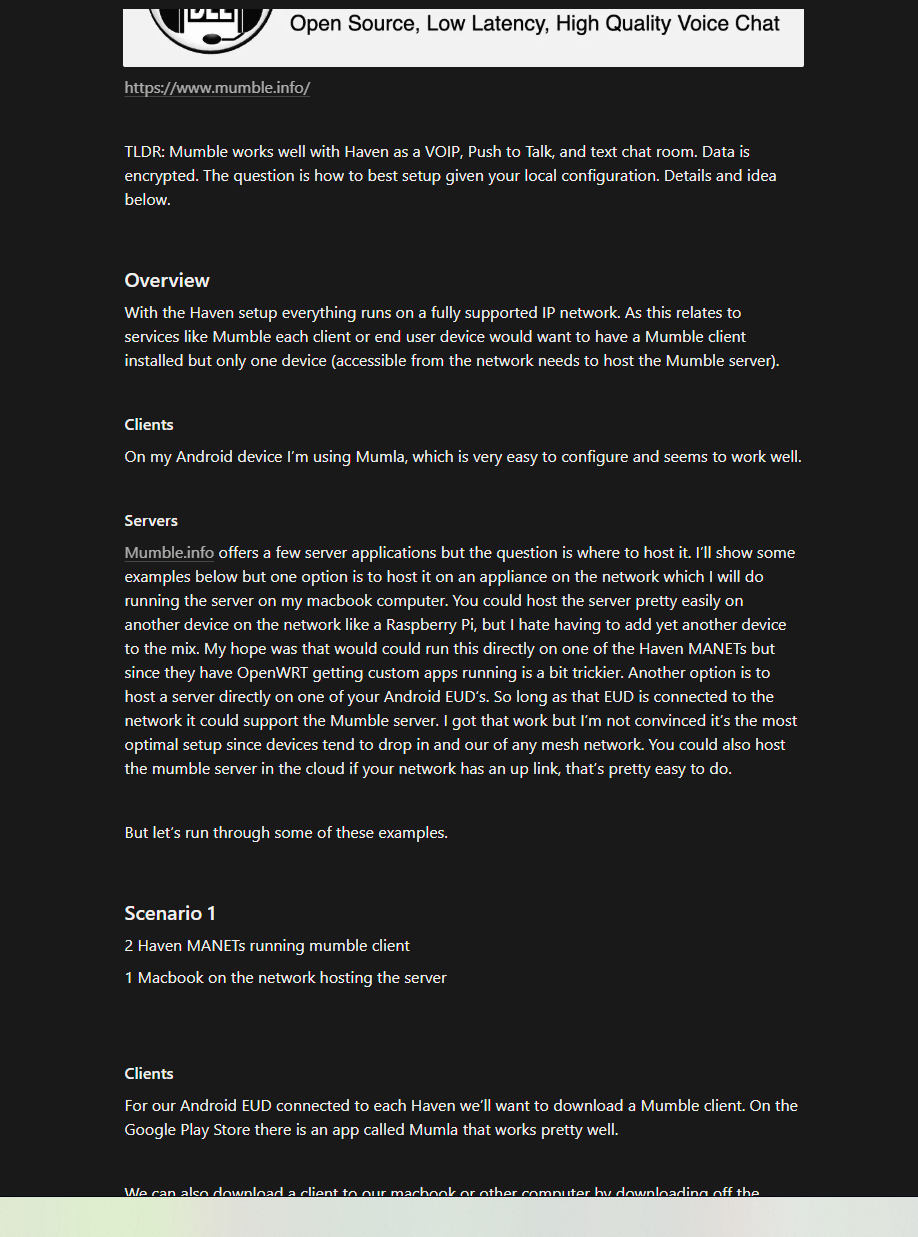 DEL
Open Source, Low Latency, High Quality Voice Chat
https://www.mumble.info/
TLDR: Mumble works well with Haven as a VOIP, Push to Talk, and text chat room. Data is
encrypted. The question is how to best setup given your local configuration. Details and idea
below.
Overview
With the Haven setup everything runs on a fully supported IP network. As this relates to
services like Mumble each client or end user device would want to have a Mumble client
installed but only one device (accessible from the network needs to host the Mumble server).
Clients
On my Android device I’m using Mumla, which is very easy to configure and seems to work well.
Servers
Mumble.info offers a few server applications but the question is where to host it. I’ll show some
examples below but one option is to host it on an appliance on the network which I will do
running the server on my macbook computer. You could host the server pretty easily on
another device on the network like a Raspberry Pi, but I hate having to add yet another device
to the mix. My hope was that would could run this directly on one of the Haven MANETs but
since they have OpenWRT getting custom apps running is a bit trickier. Another option is to
host a server directly on one of your Android EUD’s. So long as that EUD is connected to the
network it could support the Mumble server. I got that work but I’m not convinced it’s the most
optimal setup since devices tend to drop in and our of any mesh network. You could also host
the mumble server in the cloud if your network has an up link, that’s pretty easy to do.
But let’s run through some of these examples.
Scenario 1
2 Haven MANETs running mumble client
1 Macbook on the network hosting the server
Clients
For our Android EUD connected to each Haven we’ll want to download a Mumble client. On the
Google Play Store there is an app called Mumla that works pretty well.
We can also download a client to our macbook or other computer by downloading off the